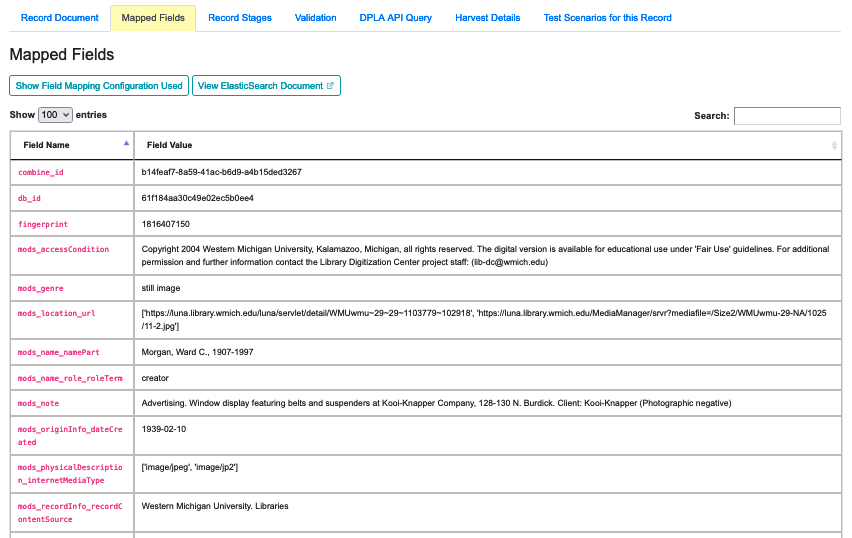 Record Document Mapped Fields Record Stages Validation DPLA API Query Harvest Details Test Scenarios for this Record
Mapped Fields
Show Field Mapping Configuration Used View ElasticSearch Document
Show 100 entries Search:
Field Name Field Value
combine_id b14feaf7-8a59-41ac-b6d9-a4b15ded3267
db_id 61f184aa30c49e02ec5b0ee4
fingerprint 1816407150
mods_accessCondition Copyright 2004 Western Michigan University, Kalamazoo, Michigan, all rights reserved. The digital version is available for educational use under 'Fair Use' guidelines. For additional
permission and further information contact the Library Digitization Center project staff: (lib-dc@wmich.edu)
mods_genre still image
mods_location_url ['https://luna.library.wmich.edu/luna/servlet/detail/WMUwmu~29~29~1103779~102918', 'https://luna.library.wmich.edu/MediaManager/srvr?mediafile=/Size2/WMUwmu-29-NA/1025
/11-2.jpg']
mods_name_namePart Morgan, Ward C., 1907-1997
mods_name_role_roleTerm creator
mods_note Advertising. Window display featuring belts and suspenders at Kooi-Knapper Company, 128-130 N. Burdick. Client: Kooi-Knapper (Photographic negative)
mods_originInfo_dateCre 1939-02-10
ated
mods_physicalDescriptio ['image/jpeg', 'image/jp2']
n_internetMediaType
mods_recordInfo_recordC Western Michigan University. Libraries
ontentSource